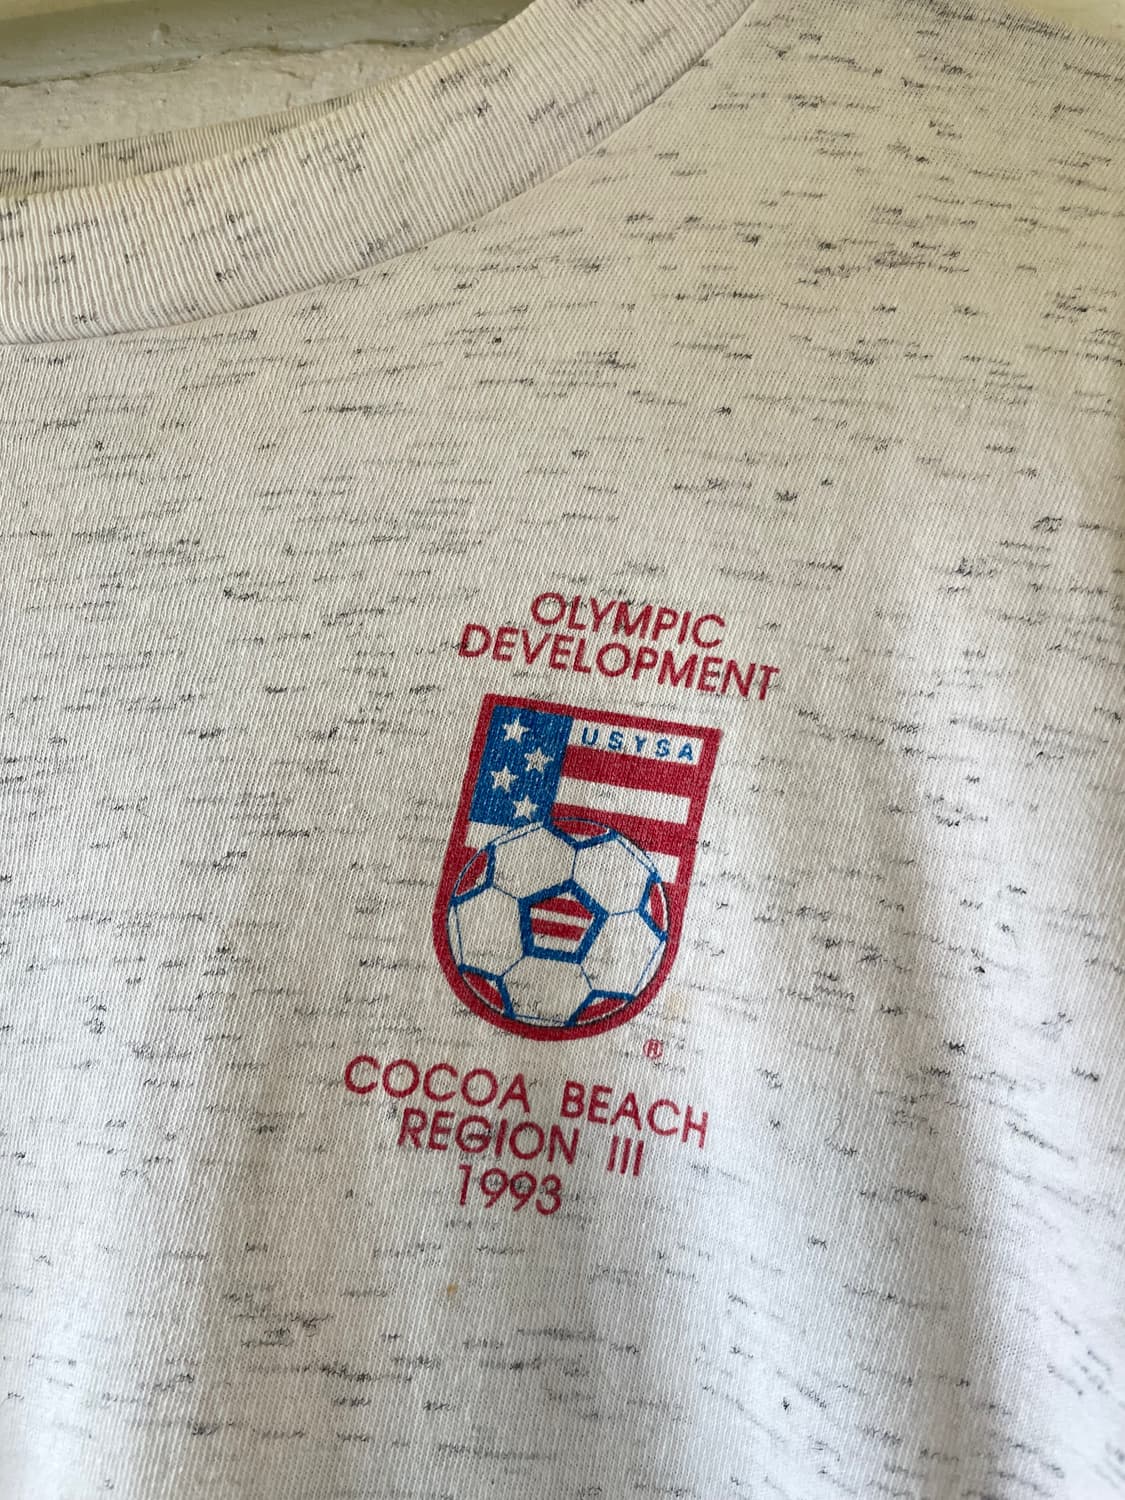 OLYMPIC
DEVELOPMENT
USYSA
®
COCOA BEACH
REGION III
1993